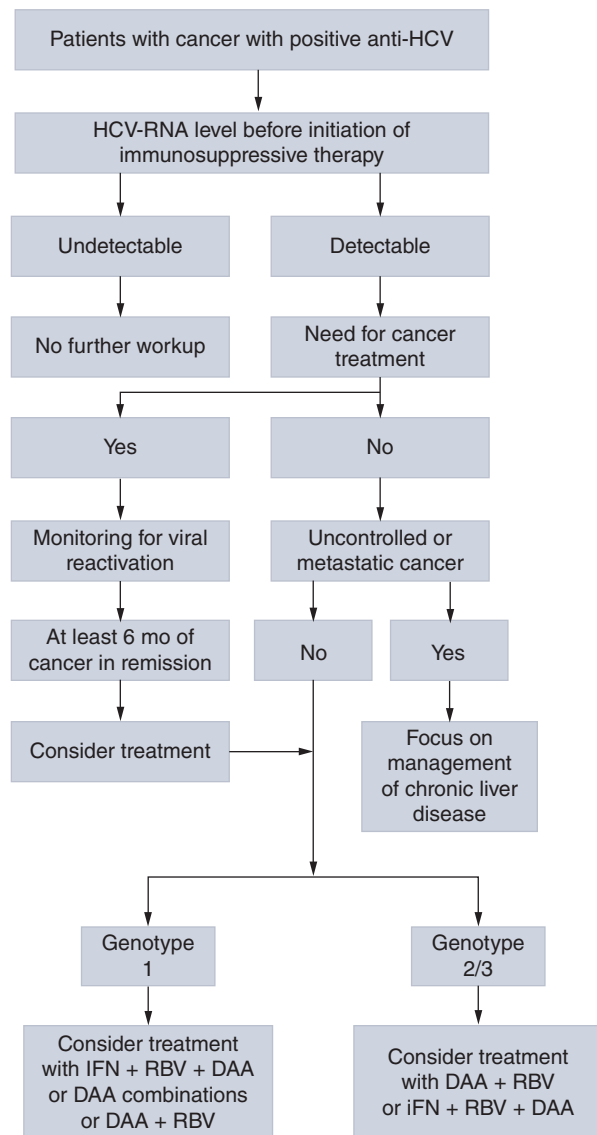 Patients with cancer with positive anti-HCV
HCV-RNA level before initiation of
immunosuppressive therapy
Undetectable
Detectable
No further workup
Need for cancer
treatment
Yes
No
Monitoring for viral
reactivation
Uncontrolled or
metastatic cancer
At least 6 mo of
cancer in remission
No
Yes
Consider treatment
Focus on
management
of chronic liver
disease
Genotype
1
Genotype
2/3
Consider treatment
with IFN + RBV + DAA
or DAA combinations
or DAA + RBV
Consider treatment
with DAA + RBV
or iFN + RBV + DAA